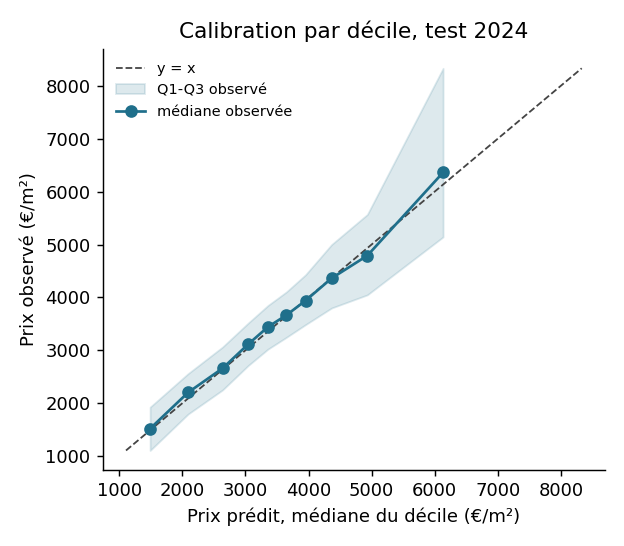 Calibration par décile, test 2024
y = x
Q1-Q3 observé
médiane observée
Prix observé (€/m²)
8000
7000
6000
5000
4000
3000
2000
1000
1000 2000 3000 4000 5000 6000 7000 8000
Prix prédit, médiane du décile (€/m²)